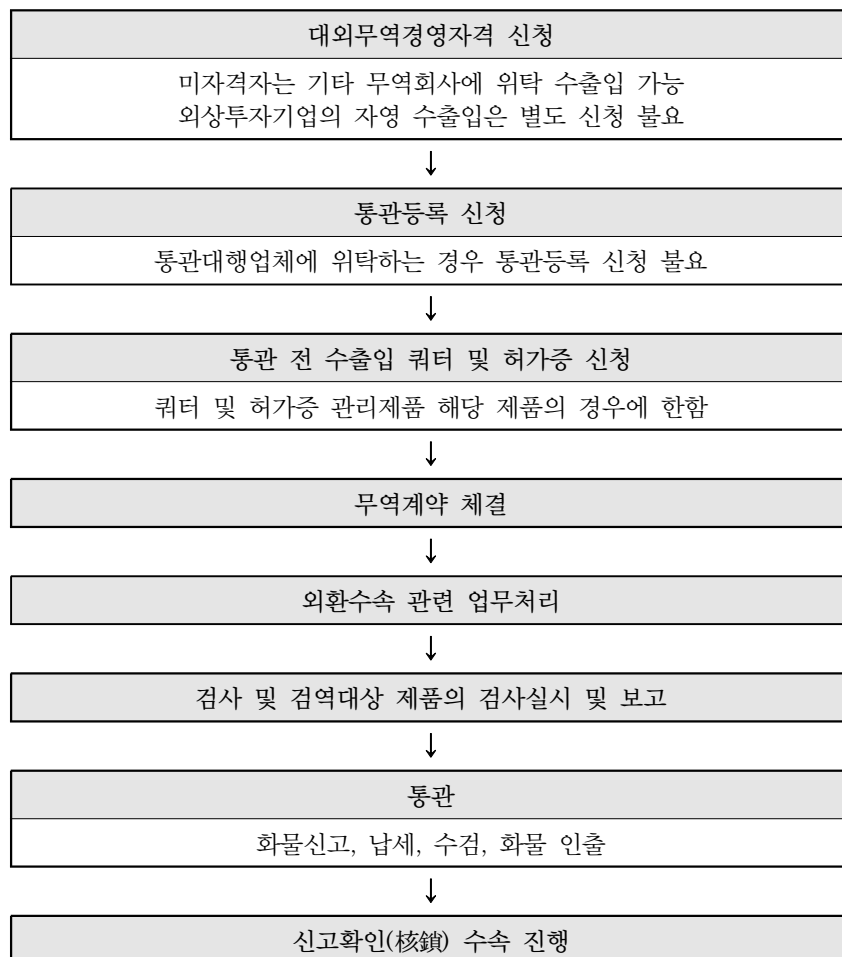 대외무역경영자격 신청
미자격자는 기타 무역회사에 위탁 수출입 가능
외상투자기업의 자영 수출입은 별도 신청 불요
↓
통관등록 신청
통관대행업체에 위탁하는 경우 통관등록 신청 불요
↓
통관 전 수출입 쿼터 및 허가증 신청
쿼터 및 허가증 관리제품 해당 제품의 경우에 한함
↓
무역계약 체결
↓
외환수속 관련 업무처리
↓
검사 및 검역대상 제품의 검사실시 및 보고
↓
통관
화물신고, 납세, 수검, 화물 인출
↓
신고확인(核鎖) 수속 진행